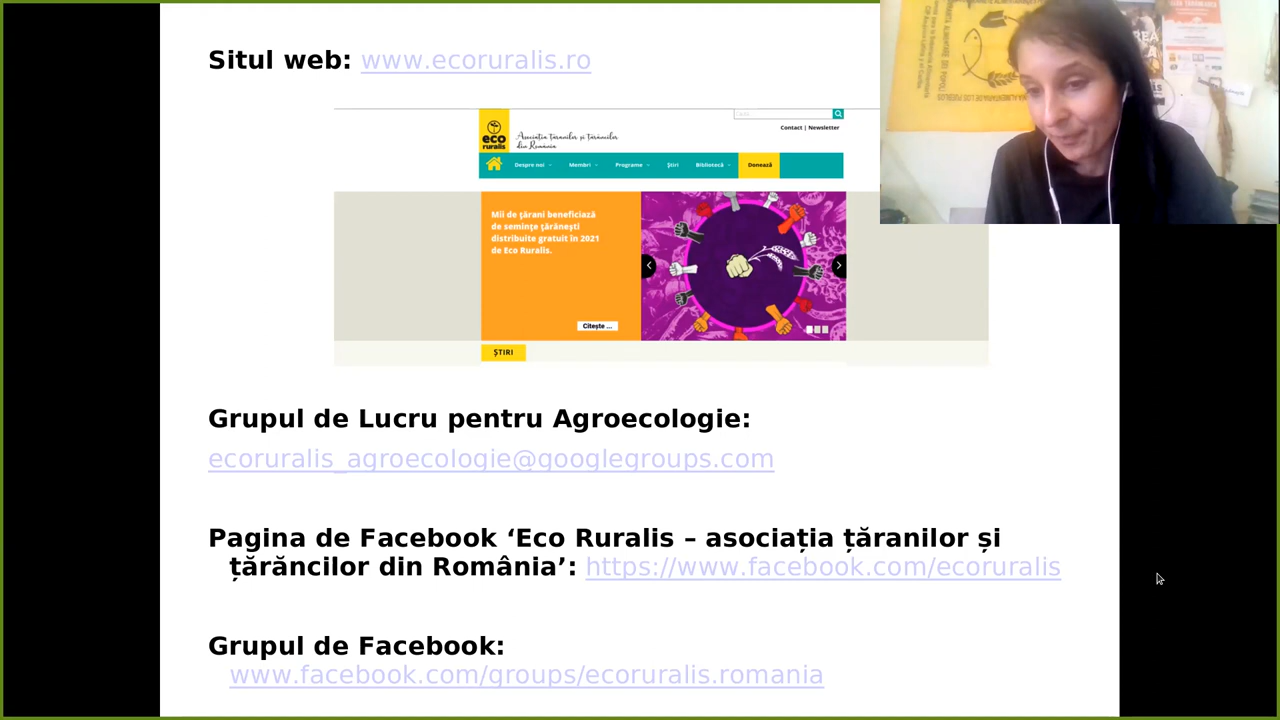 Situl web: www.ecoruralis.ro
Contact | Newsletter
eco
ruralis
Asociația țăranilor și țărăncilor
din România
Despre noi
Membri
Programe
Știri
Bibliotecă
Donează
Mii de țărani beneficiază
de semințe țărănești
distribuite gratuit în 2021
de Eco Ruralis.
Citește ...
ȘTIRI
Grupul de Lucru pentru Agroecologie:
ecoruralis_agroecologie@googlegroups.com
Pagina de Facebook ‘Eco Ruralis – asociația țăranilor și
țărăncilor din România’: https://www.facebook.com/ecoruralis
Grupul de Facebook:
www.facebook.com/groups/ecoruralis.romania